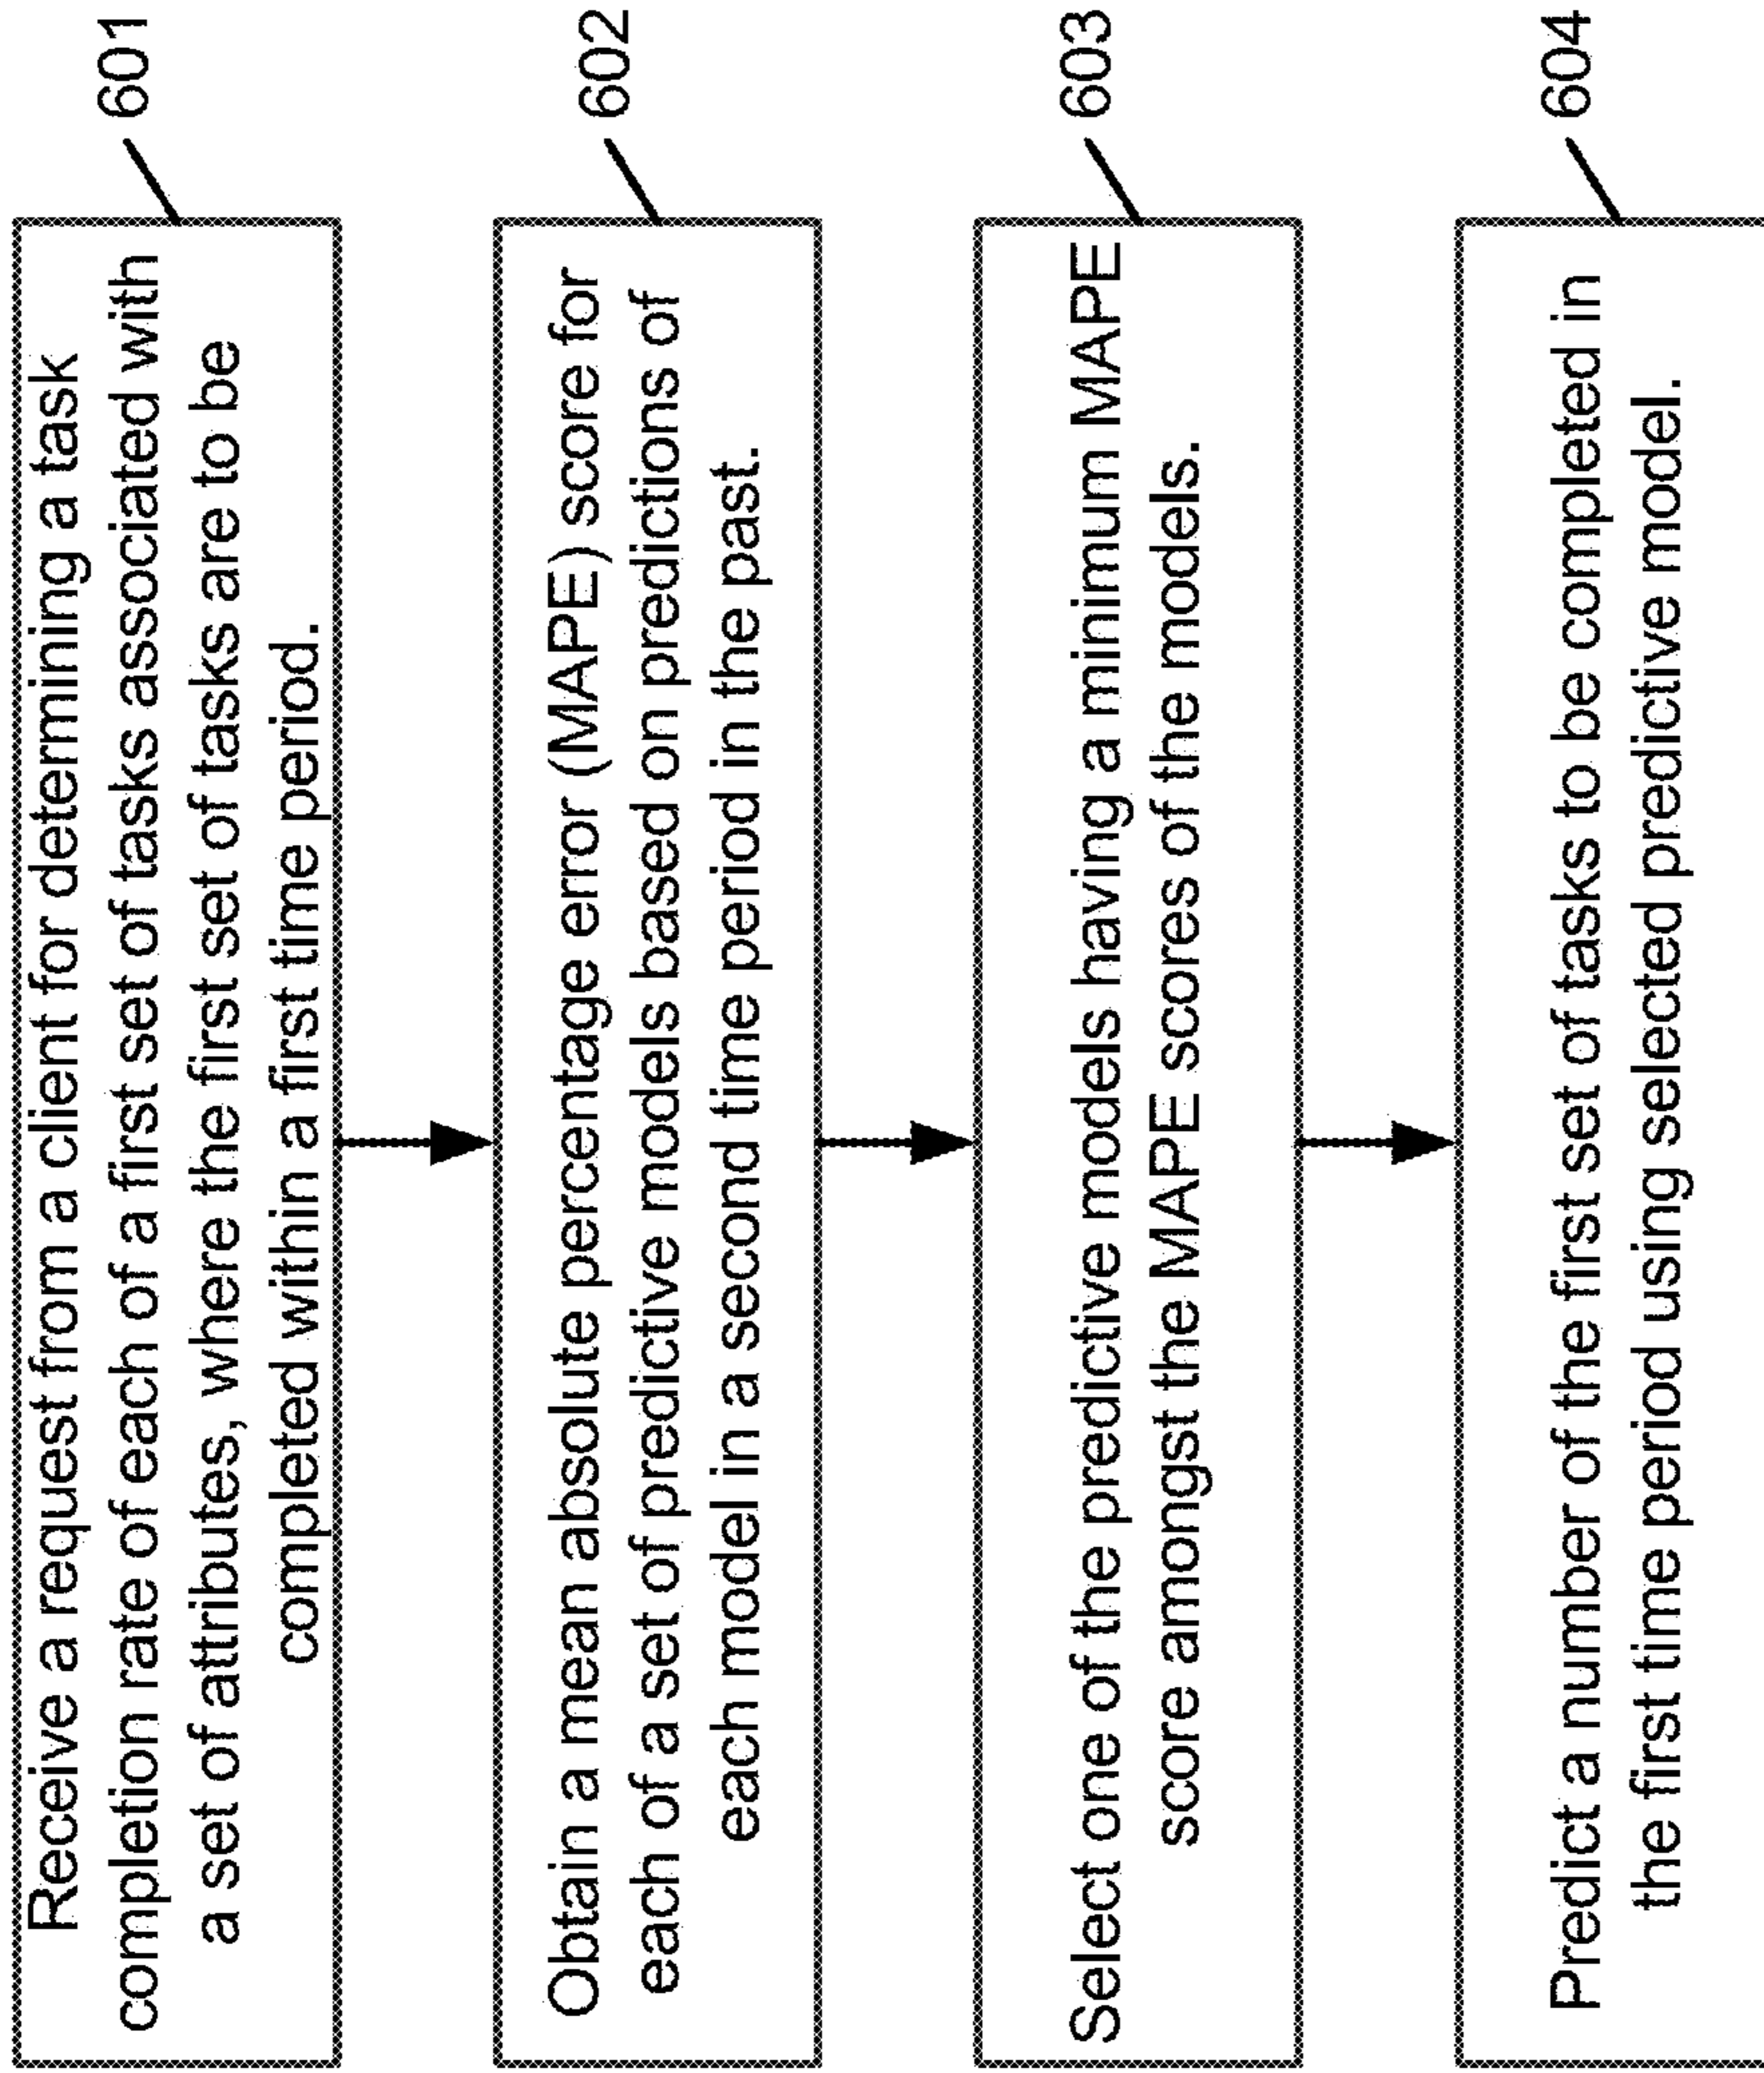 Receive a request from a client for determining a task
completion rate of each of a first set of tasks associated with
a set of attributes, where the first set of tasks are to be
completed within a first time period.
601
Obtain a mean absolute percentage error (MAPE) score for
each of a set of predictive models based on predictions of
each model in a second time period in the past.
602
Select one of the predictive models having a minimum MAPE
score amongst the MAPE scores of the models.
603
Predict a number of the first set of tasks to be completed in
the first time period using selected predictive model.
604